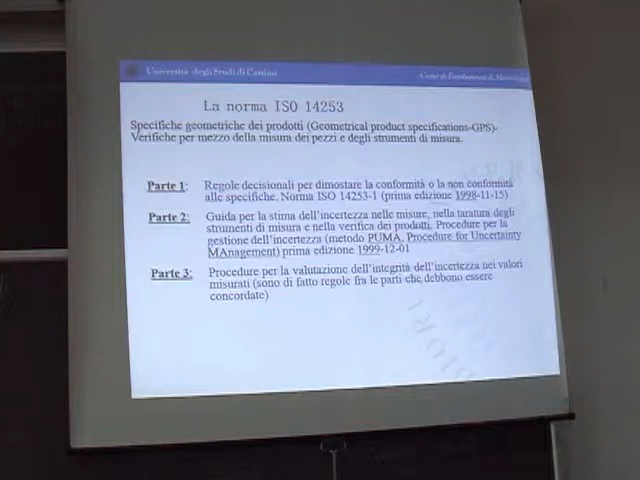 Università degli Studi di Cassino
Corso di Fondamenti di Metrologia
La norma ISO 14253
Specifiche geometriche dei prodotti (Geometrical product specifications-GPS)-
Verifiche per mezzo della misura dei pezzi e degli strumenti di misura.
Parte 1: Regole decisionali per dimostare la conformità o la non conformità
alle specifiche. Norma ISO 14253-1 (prima edizione 1998-11-15)
Parte 2: Guida per la stima dell'incertezza nelle misure, nella taratura degli
strumenti di misura e nella verifica dei prodotti. Procedure per la
gestione dell'incertezza (metodo PUMA, Procedure for Uncertainty
MAnagement) prima edizione 1999-12-01
Parte 3: Procedure per la valutazione dell'integrità dell'incertezza nei valori
misurati (sono di fatto regole fra le parti che debbono essere
concordate)